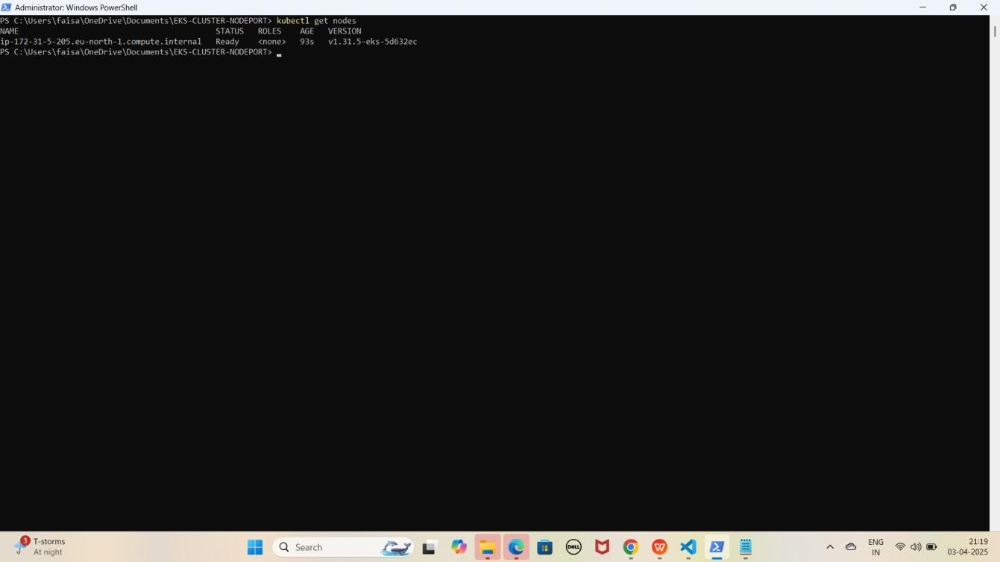 Administrator: Windows PowerShell
PS C:\Users\faisa\OneDrive\Documents\EKS-CLUSTER-NODEPORT> kubectl get nodes
NAME STATUS ROLES AGE VERSION
ip-172-31-5-205.eu-north-1.compute.internal Ready <none> 93s v1.31.5-eks-5d632ec
PS C:\Users\faisa\OneDrive\Documents\EKS-CLUSTER-NODEPORT>
3
T-storms
At night
Search
DELL
W
ENG
IN
21:19
03-04-2025